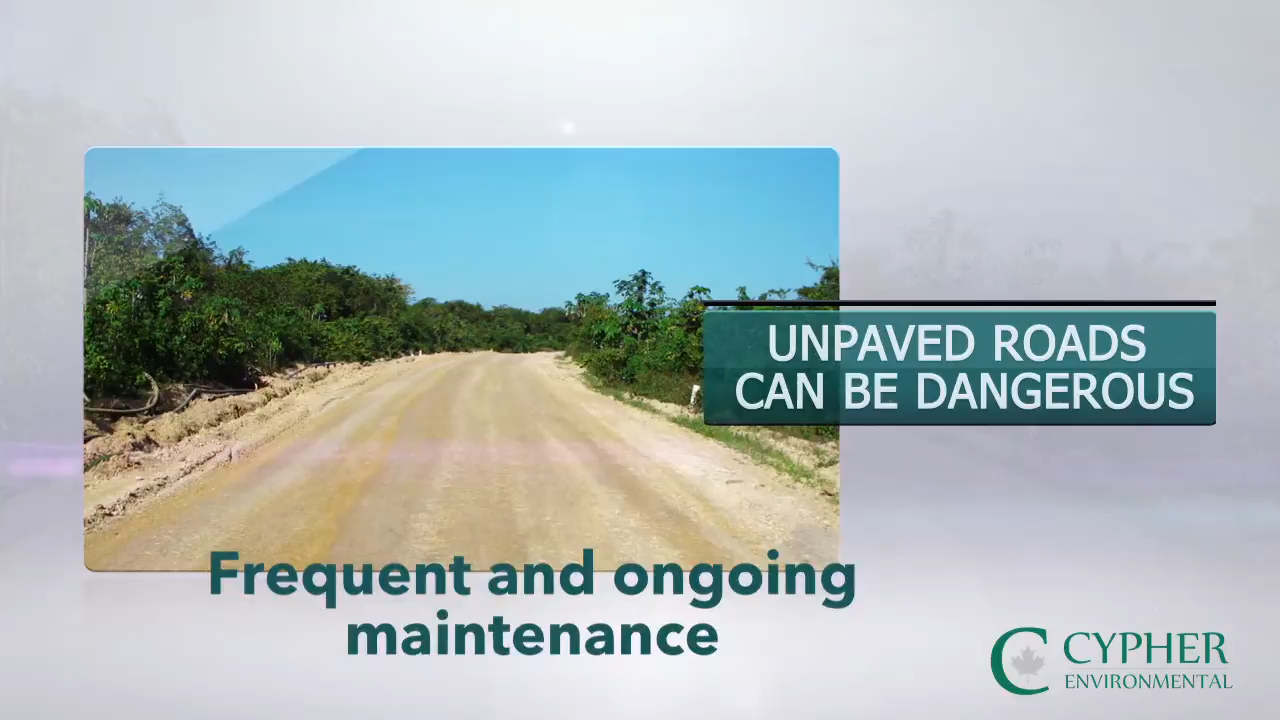 UNPAVED ROADS
CAN BE DANGEROUS
Frequent and ongoing
maintenance
CYPHER
ENVIRONMENTAL